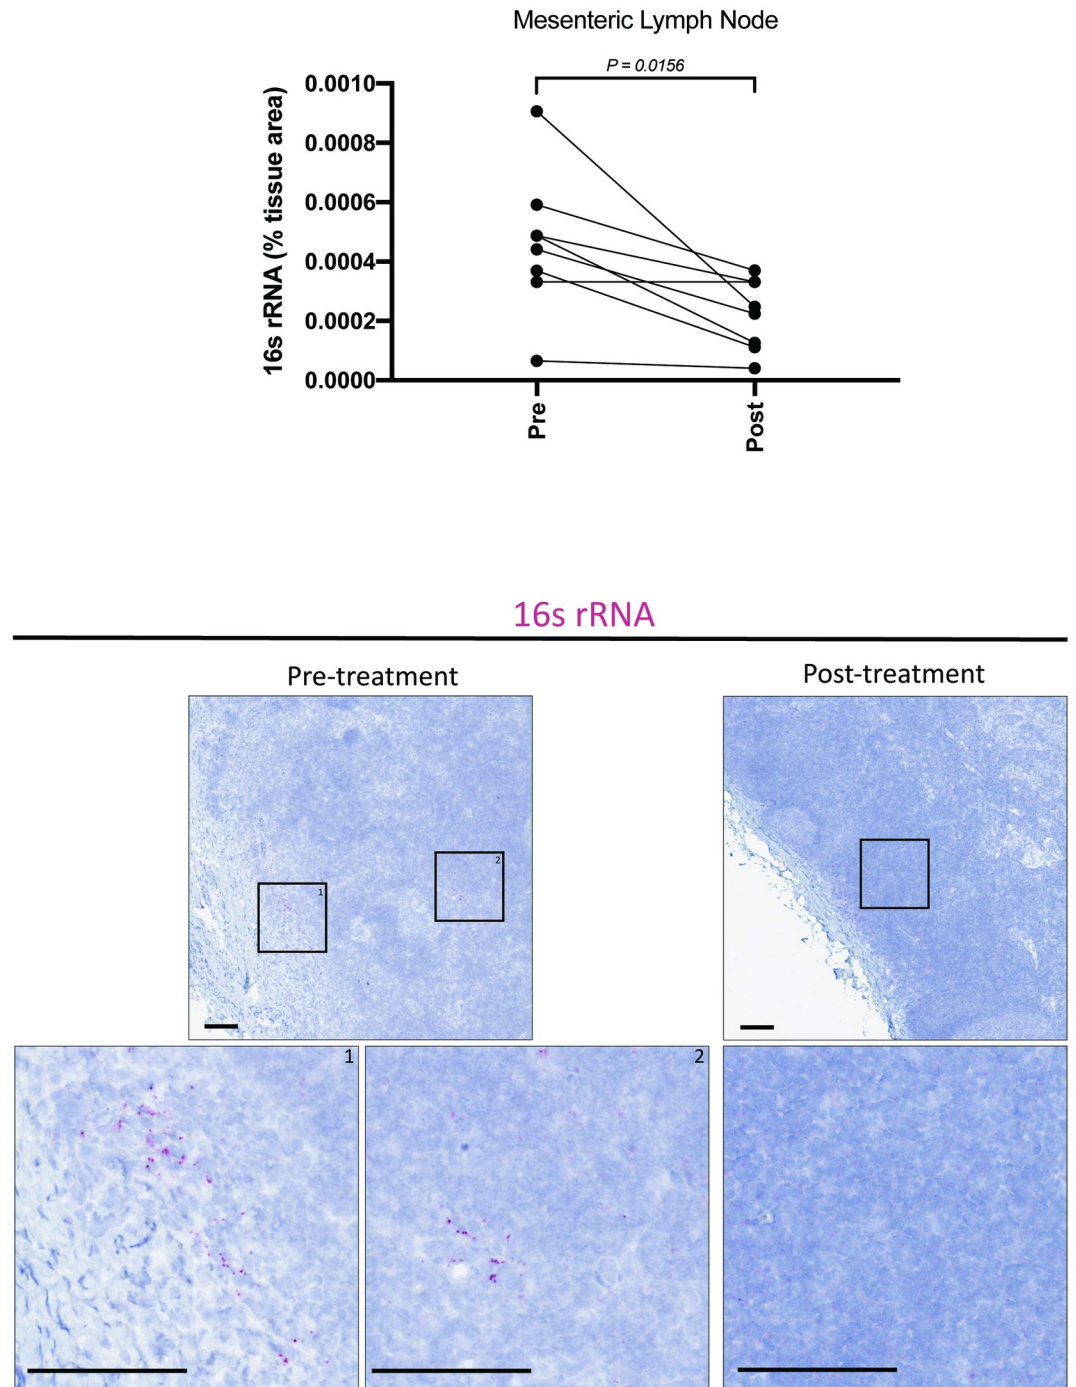 Mesenteric Lymph Node
P = 0.0156
16s rRNA (% tissue area)
0.0010
0.0008
0.0006
0.0004
0.0002
0.0000
Pre
Post
16s rRNA
Pre-treatment
Post-treatment
1
2
1
2